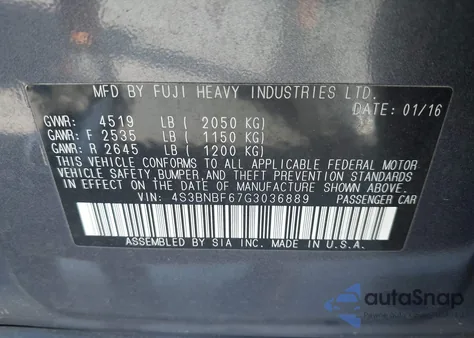 MFD BY FUJI HEAVY INDUSTRIES LTD.
DATE: 01/16
GVWR: 4519 LB ( 2050 KG)
GAWR: F 2535 LB ( 1150 KG)
GAWR: R 2645 LB ( 1200 KG)
THIS VEHICLE CONFORMS TO ALL APPLICABLE FEDERAL MOTOR
VEHICLE SAFETY, BUMPER, AND THEFT PREVENTION STANDARDS
IN EFFECT ON THE DATE OF MANUFACTURE SHOWN ABOVE.
VIN: 4S3BNBF67G3036889 PASSENGER CAR
ASSEMBLED BY SIA INC. MADE IN U.S.A.
autoSnap